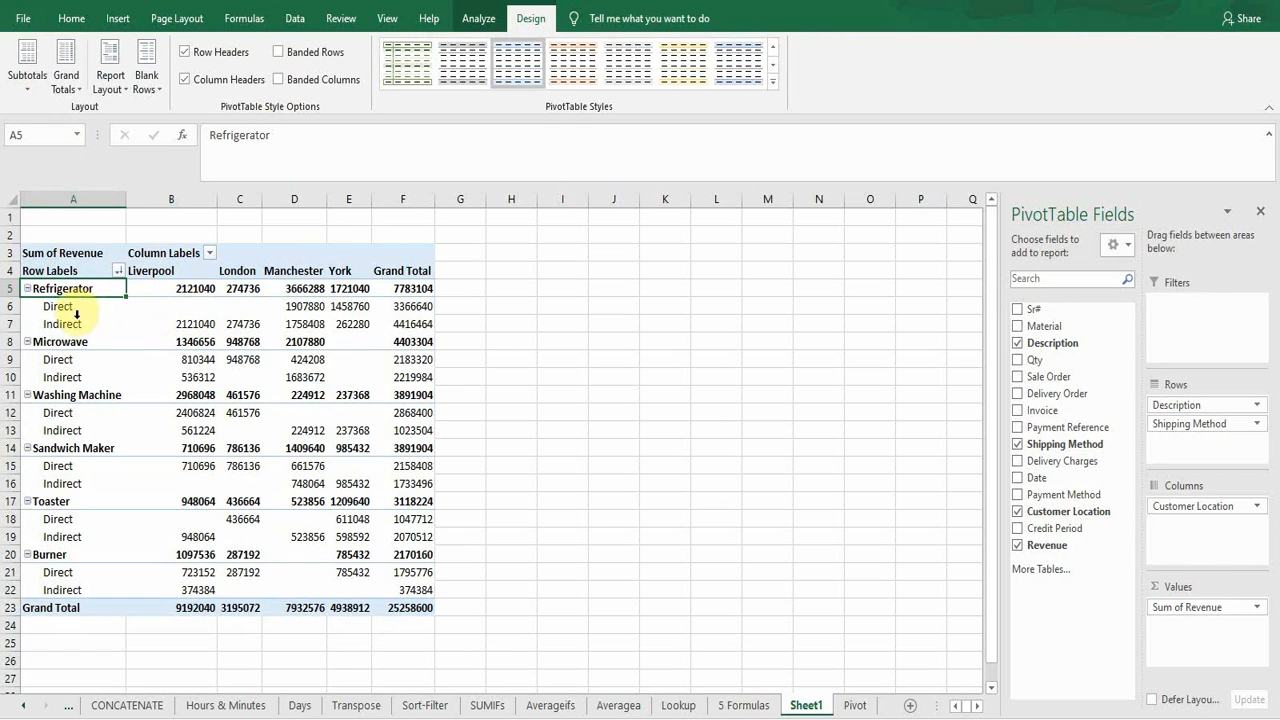 File Home Insert Page Layout Formulas Data Review View Help Analyze Design Tell me what you want to do Share
Subtotals Grand Totals Report Layout Blank Rows
Row Headers Banded Rows
Column Headers Banded Columns
Layout PivotTable Style Options PivotTable Styles
A5 fx Refrigerator
A B C D E F G H I J K L M N O P Q
1
2
3 Sum of Revenue Column Labels
4 Row Labels Liverpool London Manchester York Grand Total
5 Refrigerator 2121040 274736 3666288 1721040 7783104
6 Direct 1907880 1458760 3366640
7 Indirect 2121040 274736 1758408 262280 4416464
8 Microwave 1346656 948768 2107880 4403304
9 Direct 810344 948768 424208 2183320
10 Indirect 536312 1683672 2219984
11 Washing Machine 2968048 461576 224912 237368 3891904
12 Direct 2406824 461576 2868400
13 Indirect 561224 224912 237368 1023504
14 Sandwich Maker 710696 786136 1409640 985432 3891904
15 Direct 710696 786136 661576 2158408
16 Indirect 748064 985432 1733496
17 Toaster 948064 436664 523856 1209640 3118224
18 Direct 436664 611048 1047712
19 Indirect 948064 523856 598592 2070512
20 Burner 1097536 287192 785432 2170160
21 Direct 723152 287192 785432 1795776
22 Indirect 374384 374384
23 Grand Total 9192040 3195072 7932576 4938912 25258600
24
25
26
27
PivotTable Fields
Choose fields to add to report:
Search
Sr#
Material
Description
Qty
Sale Order
Delivery Order
Invoice
Payment Reference
Shipping Method
Delivery Charges
Date
Payment Method
Customer Location
Credit Period
Revenue
More Tables...
Drag fields between areas below:
Filters
Rows
Description
Shipping Method
Columns
Customer Location
Σ Values
Sum of Revenue
Defer Layou... Update
... CONCATENATE Hours & Minutes Days Transpose Sort-Filter SUMIFs Averageifs Averagea Lookup 5 Formulas Sheet1 Pivot